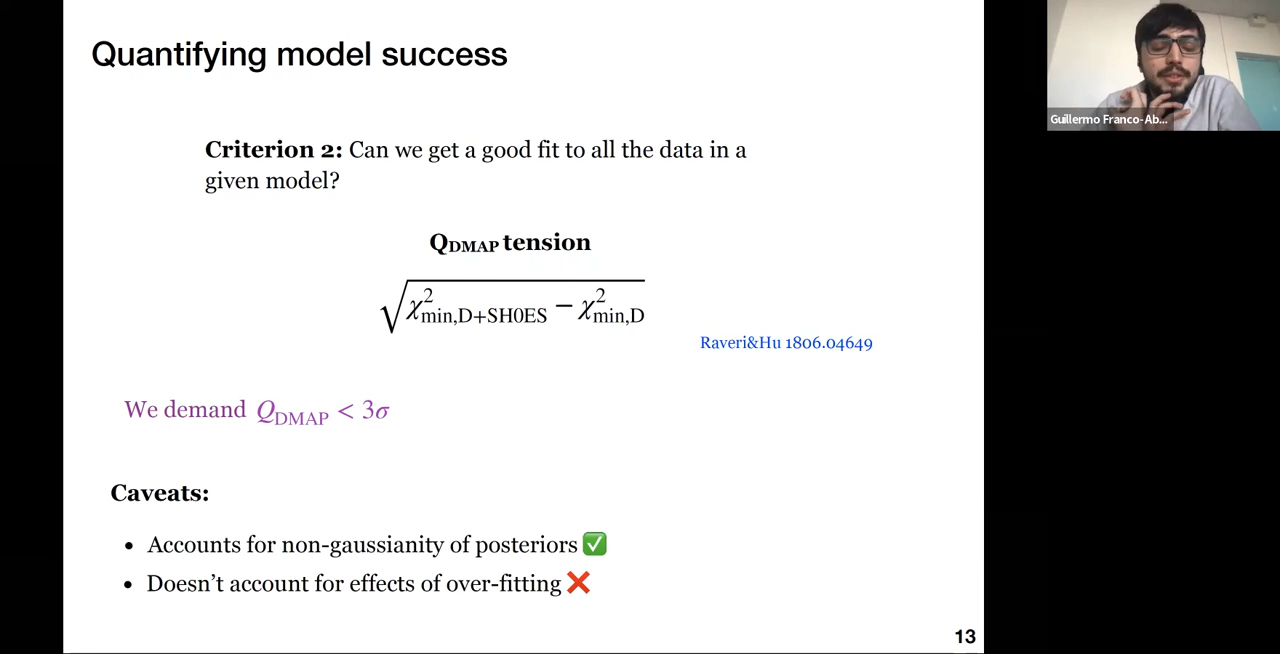 Quantifying model success
Guillermo Franco-Ab...
Criterion 2: Can we get a good fit to all the data in a
given model?
QDMAP tension
√χ²min,D+SH0ES − χ²min,D
Raveri&Hu 1806.04649
We demand QDMAP < 3σ
Caveats:
• Accounts for non-gaussianity of posteriors ✅
• Doesn’t account for effects of over-fitting ❌
13